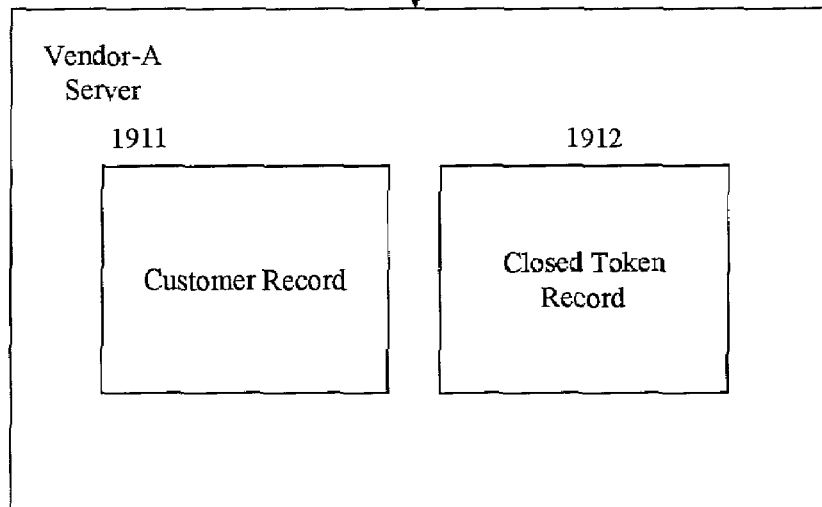 Vendor-A
Server
1911
1912
Customer Record
Closed Token
Record